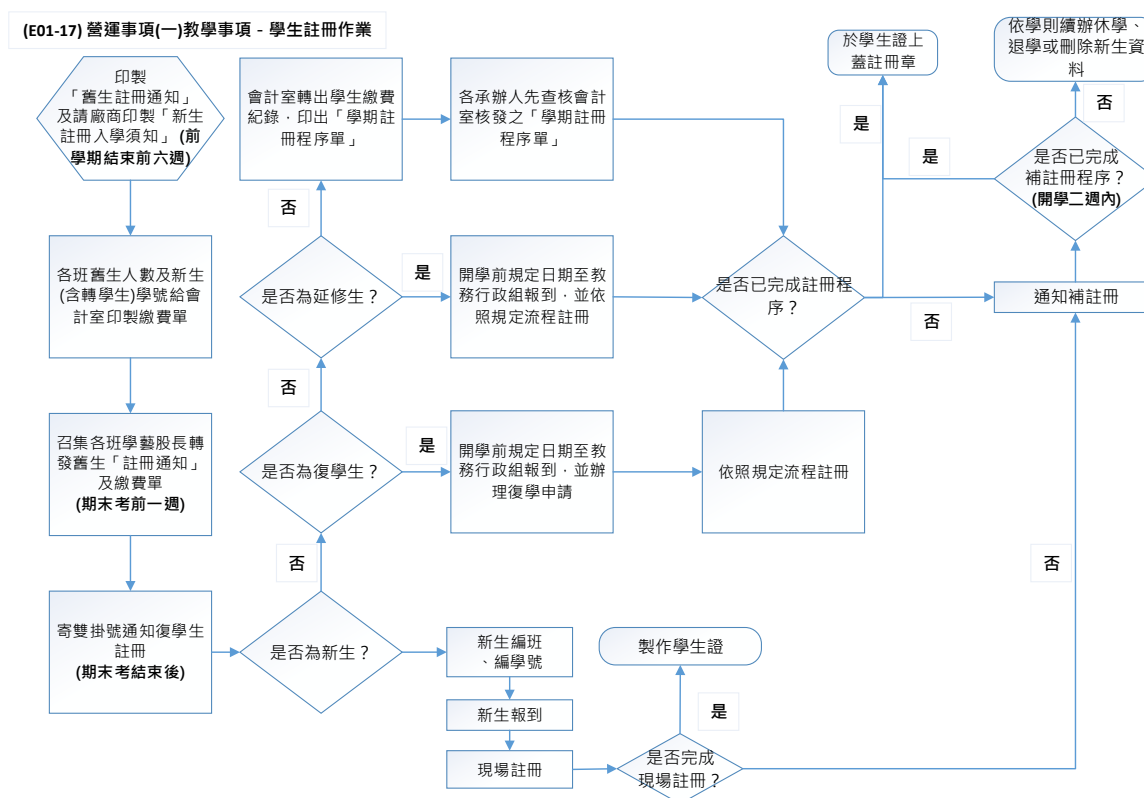 (E01-17) 營運事項(一)教學事項 - 學生註冊作業
印製
「舊生註冊通知」
及請廠商印製「新生
註冊入學須知」(前
學期結束前六週)
各班舊生人數及新生
(含轉學生)學號給會
計室印製繳費單
召集各班學藝股長轉
發舊生「註冊通知」
及繳費單
(期末考前一週)
寄雙掛號通知復學生
註冊
(期末考結束後)
會計室轉出學生繳費
紀錄，印出「學期註
冊程序單」
各承辦人先查核會計
室核發之「學期註冊
程序單」
否
是否為延修生？
是
開學前規定日期至教
務行政組報到，並依
照規定流程註冊
否
是否為復學生？
是
開學前規定日期至教
務行政組報到，並辦
理復學申請
依照規定流程註冊
否
是否為新生？
新生編班
、編學號
新生報到
現場註冊
製作學生證
是
是否完成
現場註冊？
是否已完成註冊程
序？
是
於學生證上
蓋註冊章
否
通知補註冊
否
是否已完成
補註冊程序？
(開學二週內)
是
否
依學則續辦休學、
退學或刪除新生資
料